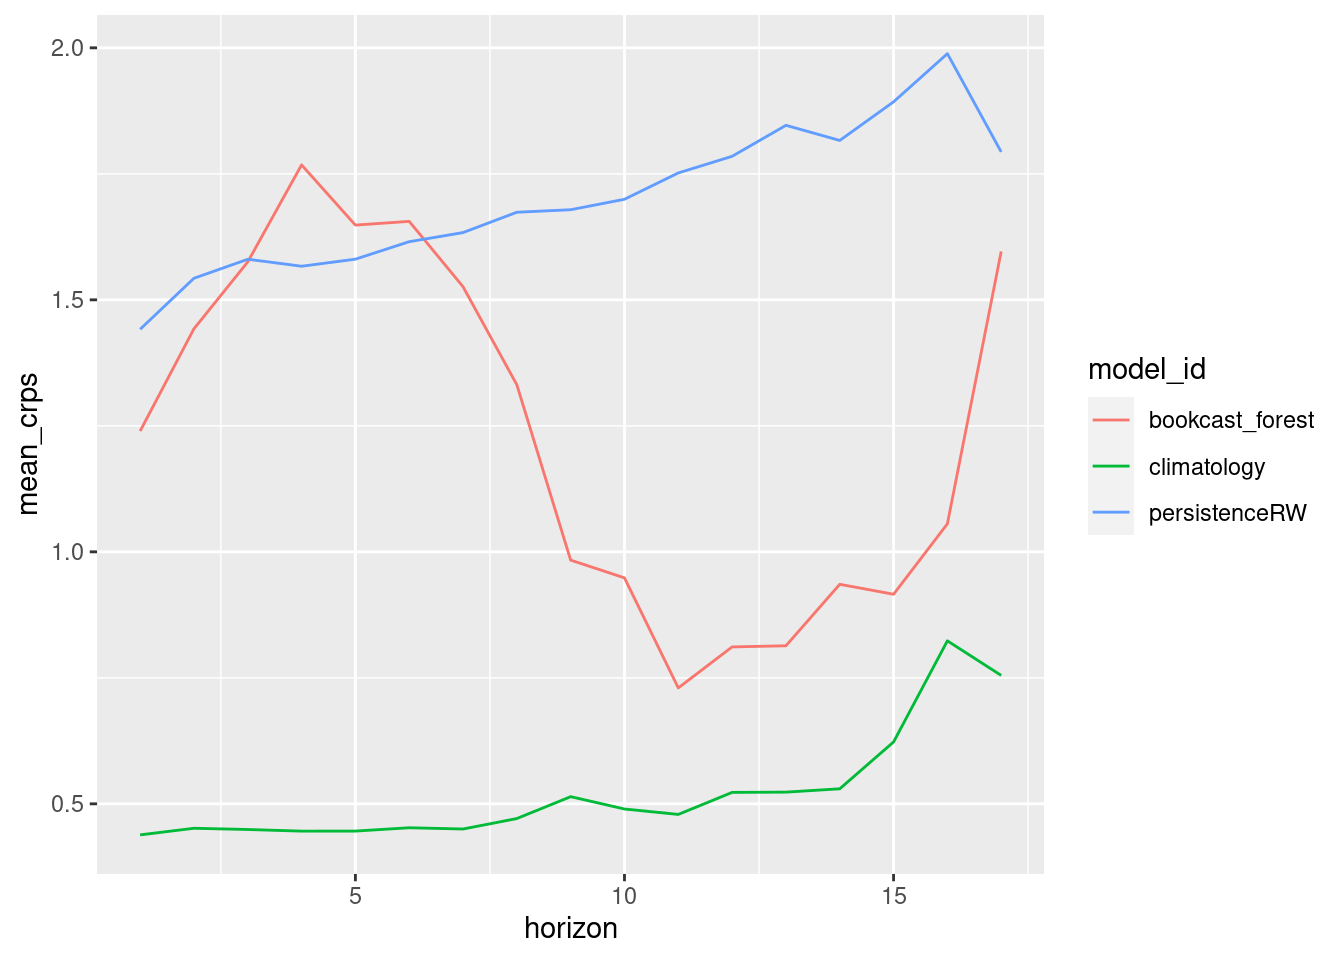 2.0
1.5
1.0
0.5
mean_crps
5 10 15
horizon
model_id
bookcast_forest
climatology
persistenceRW